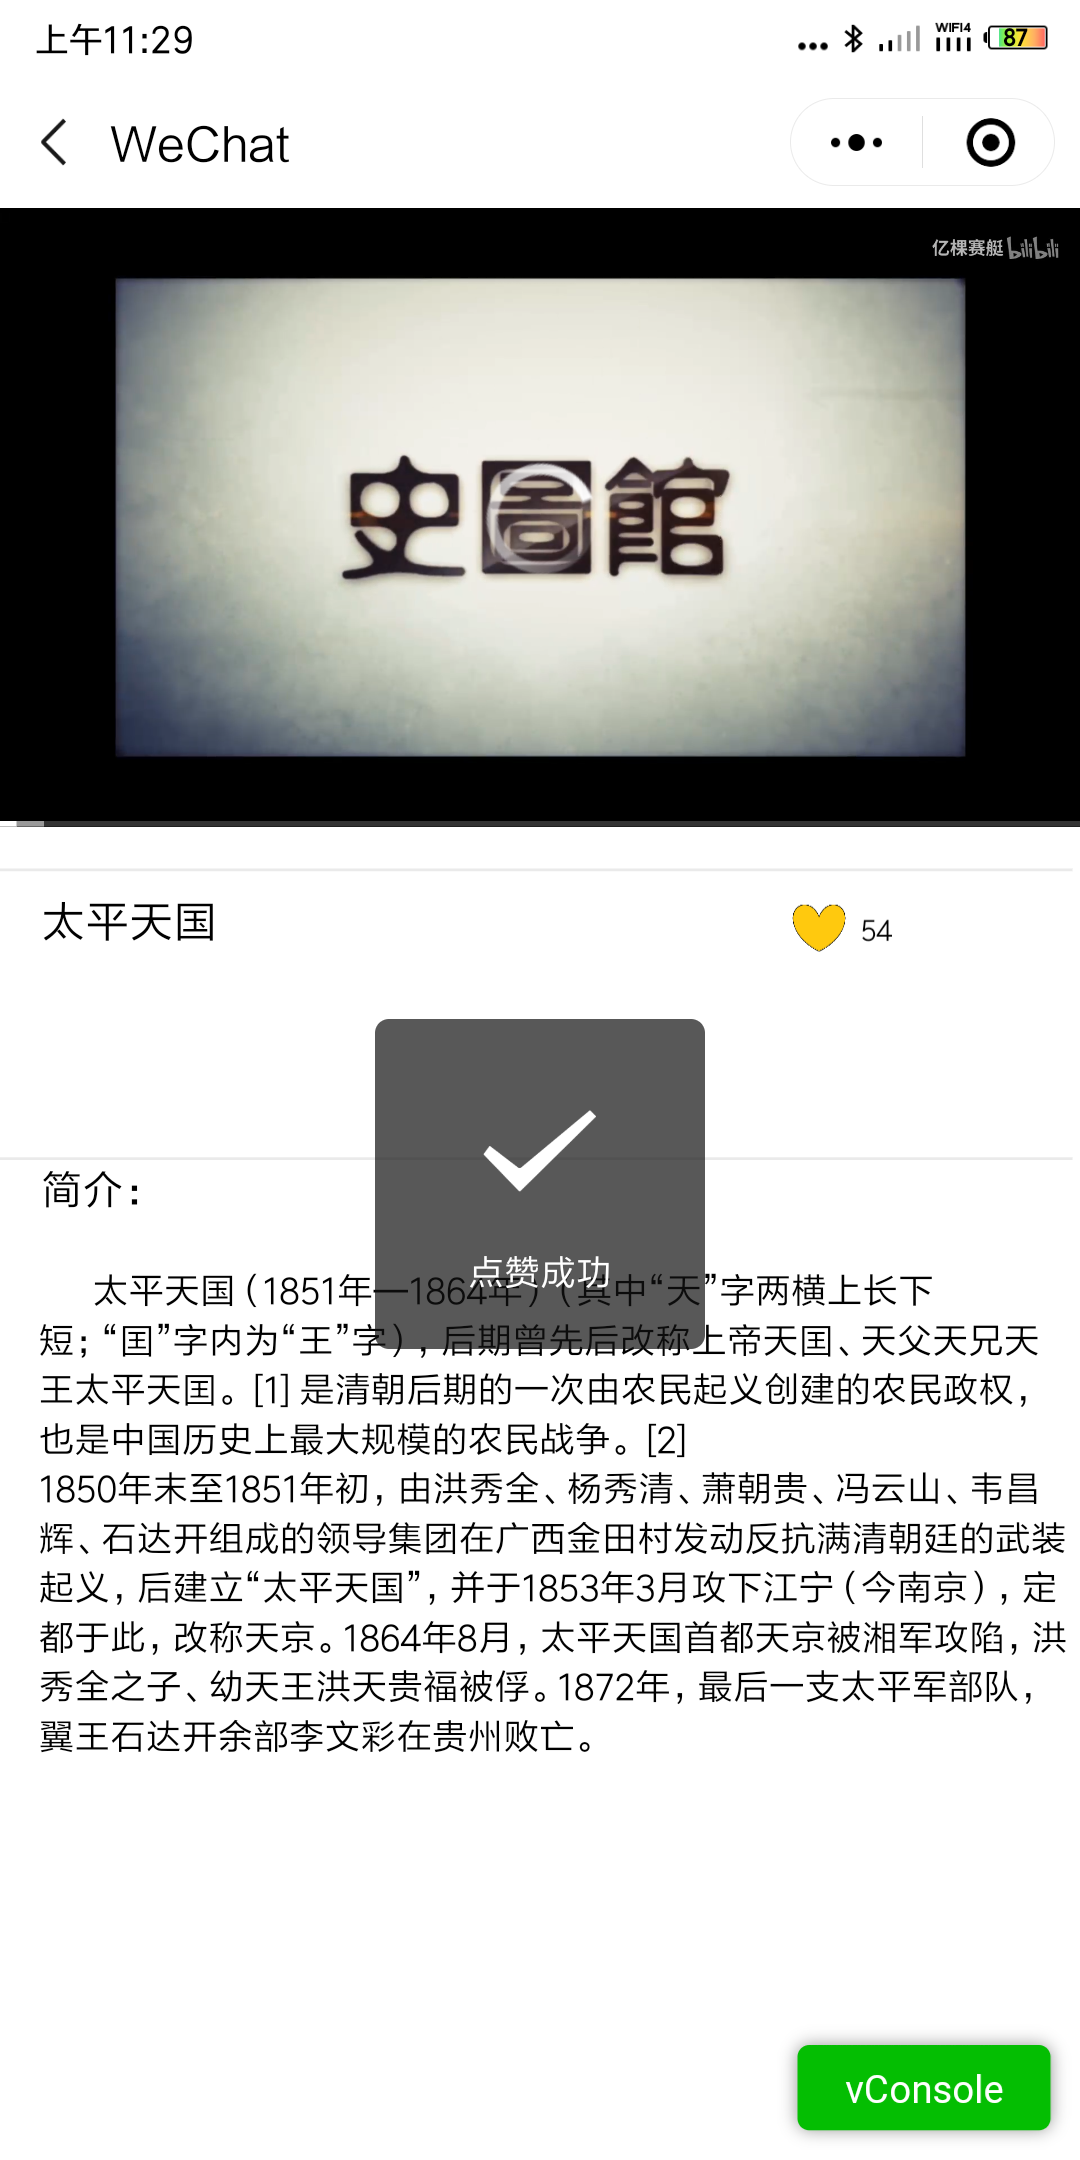 上午11:29
WIFI4
87
WeChat
亿棵赛艇 bilibili
史圖館
太平天国
54
点赞成功
简介：
太平天国（1851年—1864年）（其中“天”字两横上长下
短；“囯”字内为“王”字），后期曾先后改称上帝天囯、天父天兄天
王太平天囯。[1] 是清朝后期的一次由农民起义创建的农民政权，
也是中国历史上最大规模的农民战争。[2]
1850年末至1851年初，由洪秀全、杨秀清、萧朝贵、冯云山、韦昌
辉、石达开组成的领导集团在广西金田村发动反抗满清朝廷的武装
起义，后建立“太平天国”，并于1853年3月攻下江宁（今南京），定
都于此，改称天京。1864年8月，太平天国首都天京被湘军攻陷，洪
秀全之子、幼天王洪天贵福被俘。1872年，最后一支太平军部队，
翼王石达开余部李文彩在贵州败亡。
vConsole